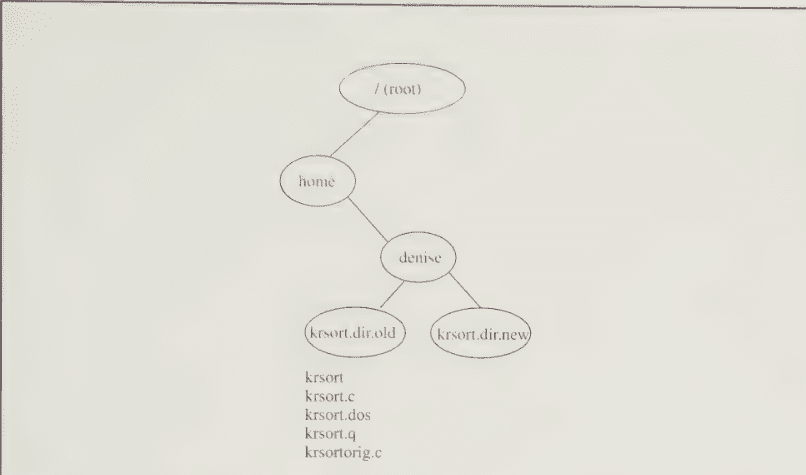 / (root)
home
denise
krsort.dir.old
krsort.dir.new
krsort
krsort.c
krsort.dos
krsort.q
krsortorig.c